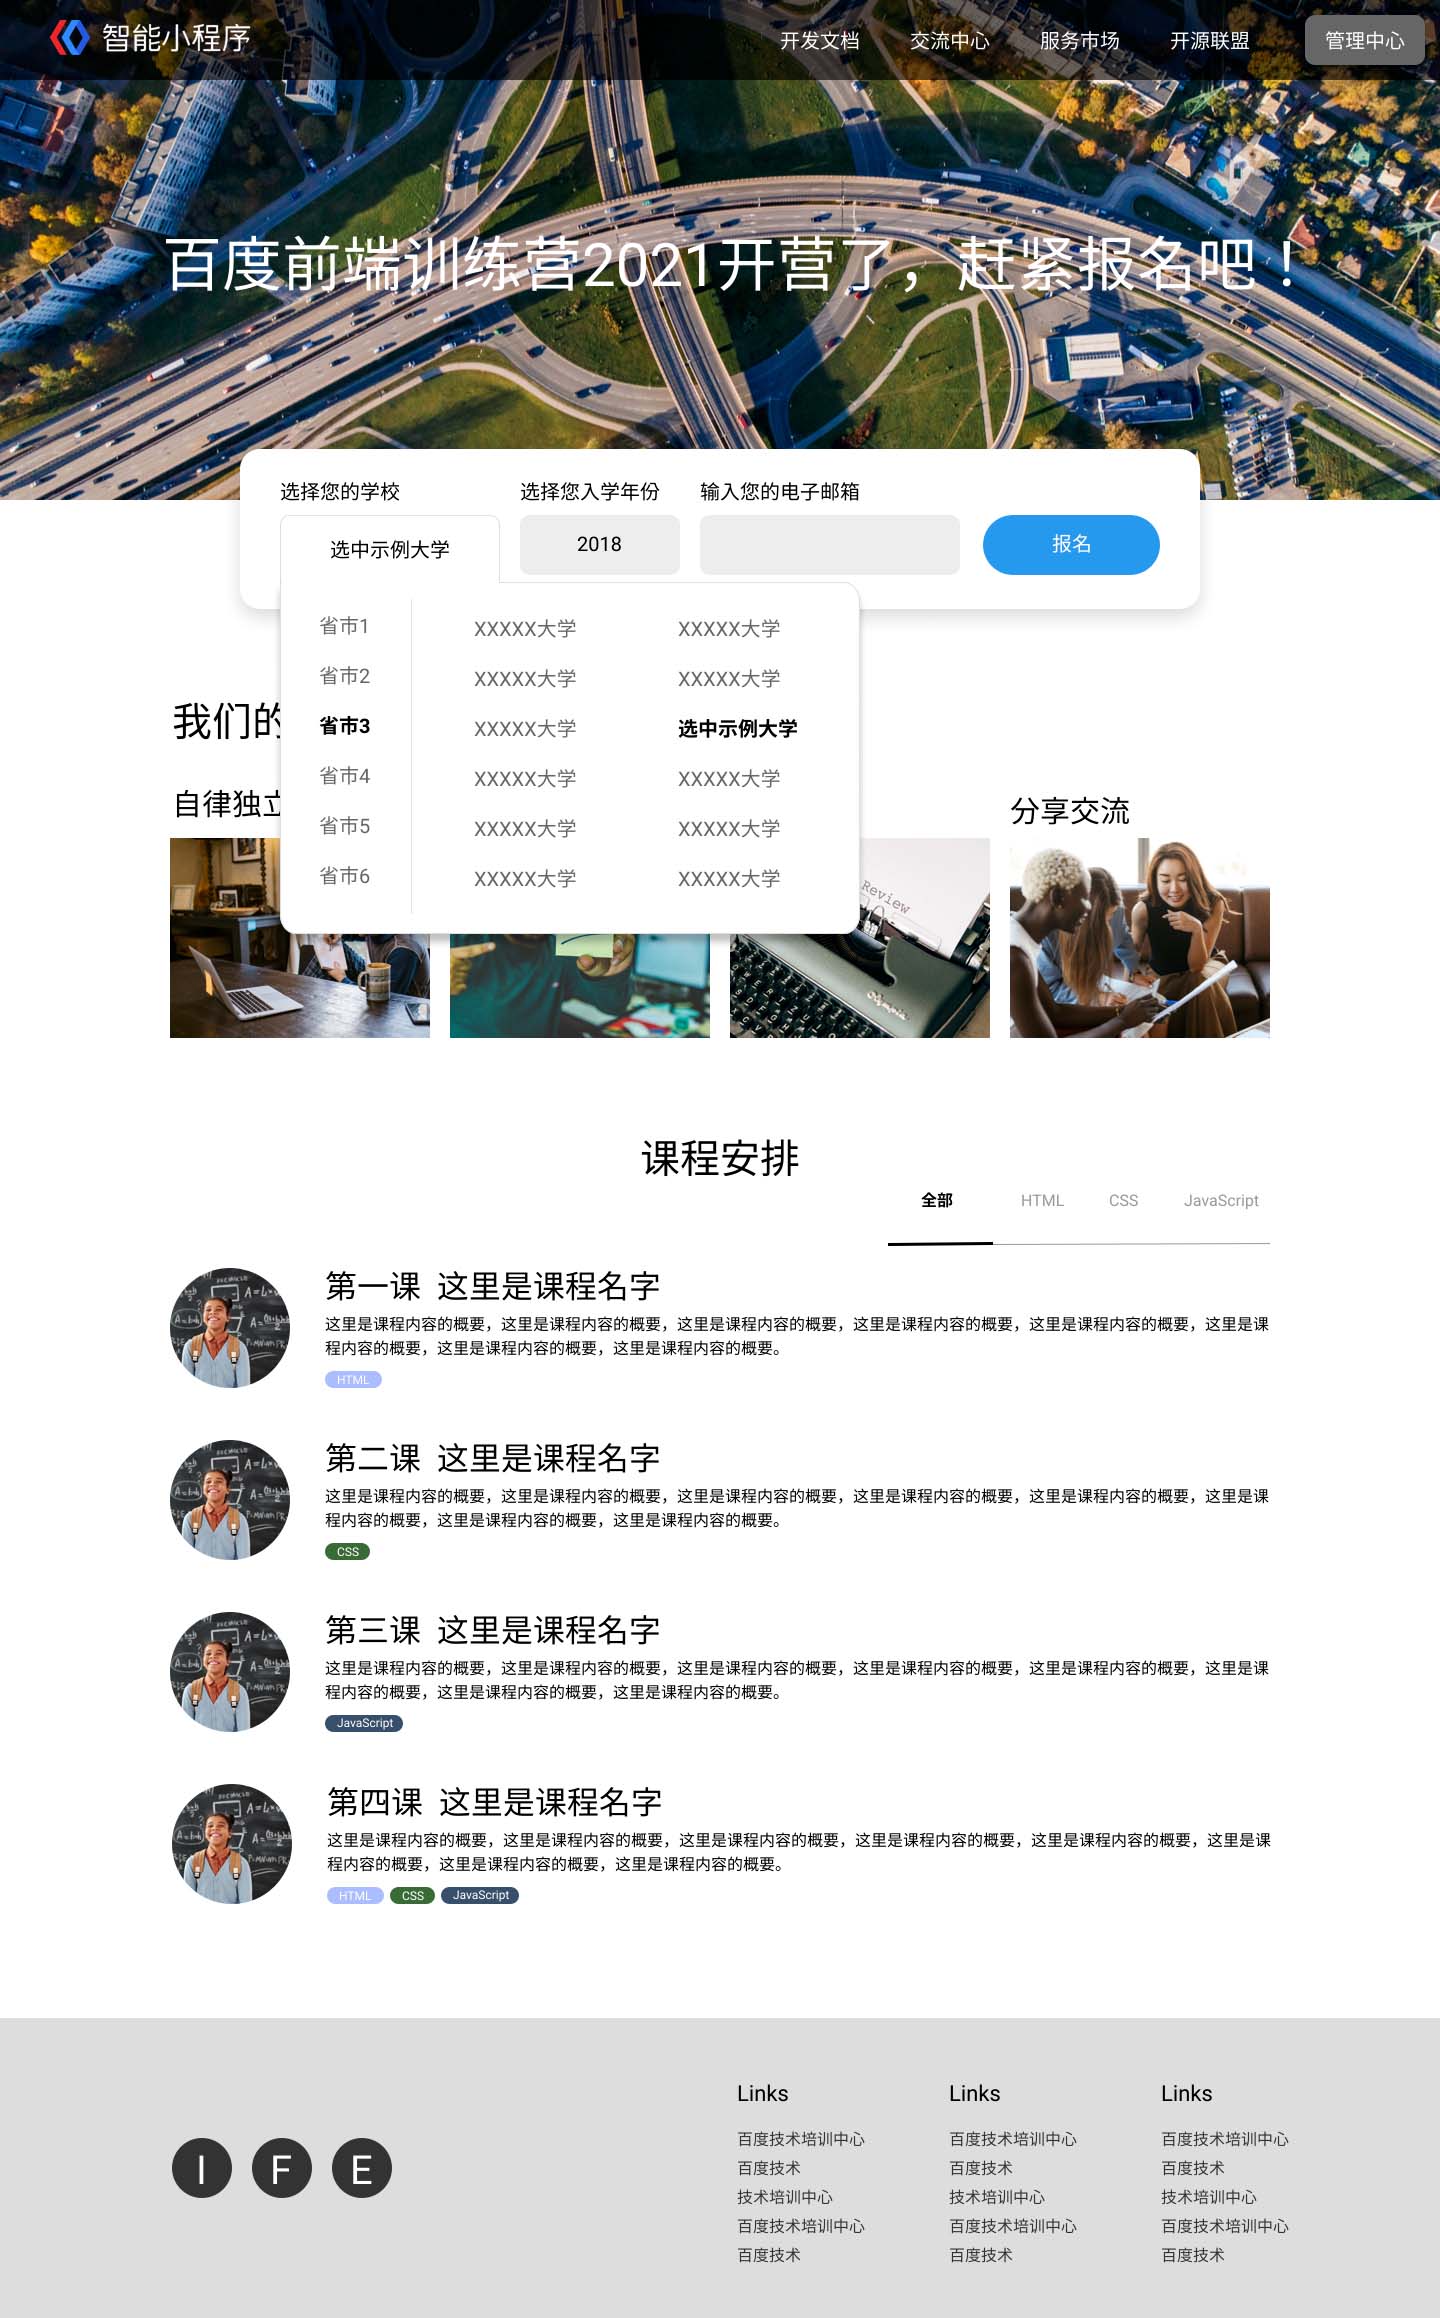 智能小程序
开发文档
交流中心
服务市场
开源联盟
管理中心
百度前端训练营2021开营了，赶紧报名吧！
选择您的学校
选择您入学年份
输入您的电子邮箱
选中示例大学
2018
报名
省市1
XXXXX大学
XXXXX大学
省市2
XXXXX大学
XXXXX大学
省市3
XXXXX大学
选中示例大学
省市4
XXXXX大学
XXXXX大学
省市5
XXXXX大学
XXXXX大学
省市6
XXXXX大学
XXXXX大学
我们的
自律独立
分享交流
Review
Olympia
课程安排
全部
HTML
CSS
JavaScript
第一课 这里是课程名字
这里是课程内容的概要，这里是课程内容的概要，这里是课程内容的概要，这里是课程内容的概要，这里是课程内容的概要，这里是课
程内容的概要，这里是课程内容的概要，这里是课程内容的概要。
HTML
第二课 这里是课程名字
这里是课程内容的概要，这里是课程内容的概要，这里是课程内容的概要，这里是课程内容的概要，这里是课程内容的概要，这里是课
程内容的概要，这里是课程内容的概要，这里是课程内容的概要。
CSS
第三课 这里是课程名字
这里是课程内容的概要，这里是课程内容的概要，这里是课程内容的概要，这里是课程内容的概要，这里是课程内容的概要，这里是课
程内容的概要，这里是课程内容的概要，这里是课程内容的概要。
JavaScript
第四课 这里是课程名字
这里是课程内容的概要，这里是课程内容的概要，这里是课程内容的概要，这里是课程内容的概要，这里是课程内容的概要，这里是课
程内容的概要，这里是课程内容的概要，这里是课程内容的概要。
HTML CSS JavaScript
I F E
Links
百度技术培训中心
百度技术
技术培训中心
百度技术培训中心
百度技术
Links
百度技术培训中心
百度技术
技术培训中心
百度技术培训中心
百度技术
Links
百度技术培训中心
百度技术
技术培训中心
百度技术培训中心
百度技术